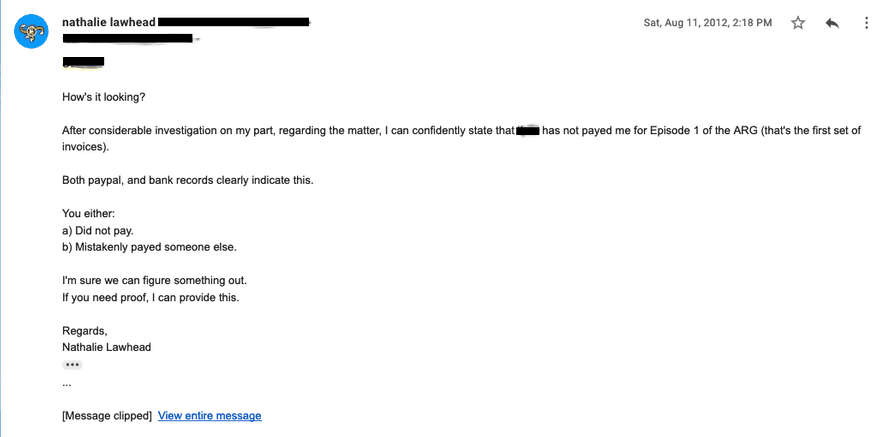 nathalie lawhead
Sat, Aug 11, 2012, 2:18 PM
How's it looking?
After considerable investigation on my part, regarding the matter, I can confidently state that has not payed me for Episode 1 of the ARG (that's the first set of
invoices).
Both paypal, and bank records clearly indicate this.
You either:
a) Did not pay.
b) Mistakenly payed someone else.
I'm sure we can figure something out.
If you need proof, I can provide this.
Regards,
Nathalie Lawhead
...
[Message clipped] View entire message